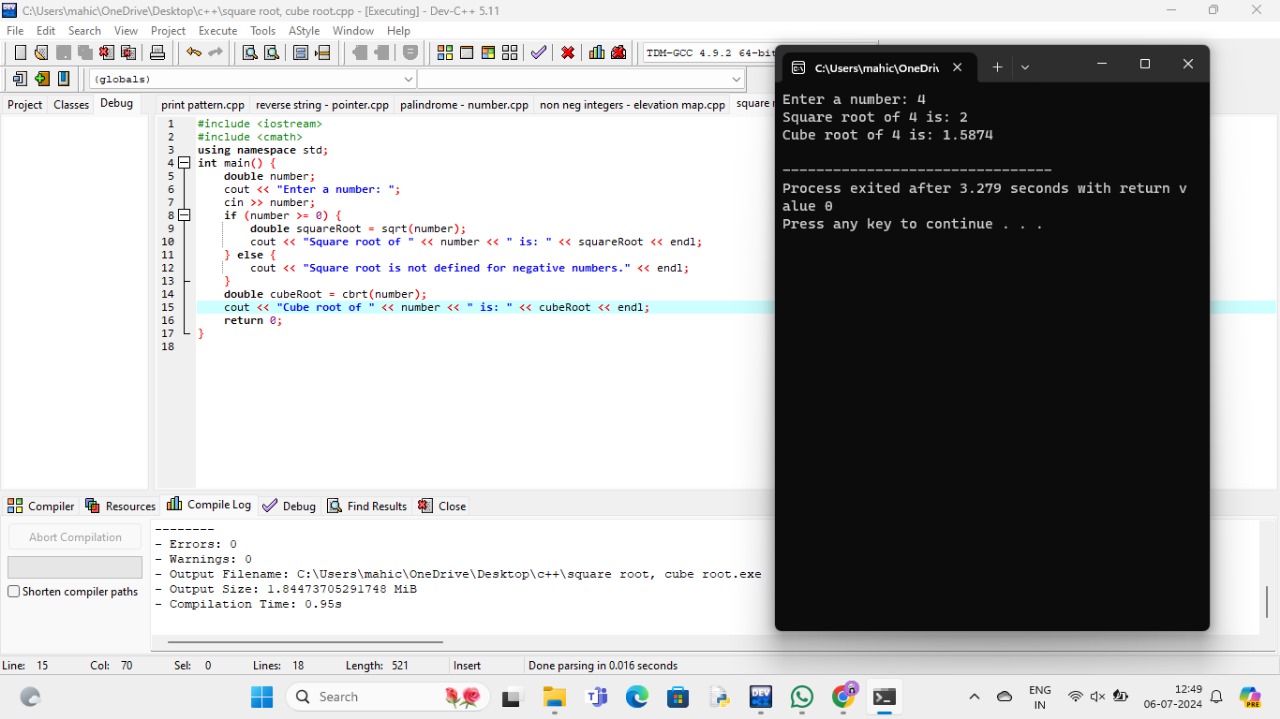 C:\Users\mahic\OneDrive\Desktop\c++\square root, cube root.cpp - [Executing] - Dev-C++ 5.11
File Edit Search View Project Execute Tools AStyle Window Help
TDM-GCC 4.9.2 64-bit
(globals)
Project Classes Debug
print pattern.cpp reverse string - pointer.cpp palindrome - number.cpp non neg integers - elevation map.cpp square
1 #include <iostream>
2 #include <cmath>
3 using namespace std;
4 int main() {
5 double number;
6 cout << "Enter a number: ";
7 cin >> number;
8 if (number >= 0) {
9 double squareRoot = sqrt(number);
10 cout << "Square root of " << number << " is: " << squareRoot << endl;
11 } else {
12 cout << "Square root is not defined for negative numbers." << endl;
13 }
14 double cubeRoot = cbrt(number);
15 cout << "Cube root of " << number << " is: " << cubeRoot << endl;
16 return 0;
17 }
18
C:\Users\mahic\OneDri
Enter a number: 4
Square root of 4 is: 2
Cube root of 4 is: 1.5874
--------------------------------
Process exited after 3.279 seconds with return v
alue 0
Press any key to continue . . .
Compiler Resources Compile Log Debug Find Results Close
Abort Compilation
Shorten compiler paths
--------
- Errors: 0
- Warnings: 0
- Output Filename: C:\Users\mahic\OneDrive\Desktop\c++\square root, cube root.exe
- Output Size: 1.84473705291748 MiB
- Compilation Time: 0.95s
Line: 15 Col: 70 Sel: 0 Lines: 18 Length: 521 Insert Done parsing in 0.016 seconds
Search
DEV
PRE
ENG
IN
12:49
06-07-2024